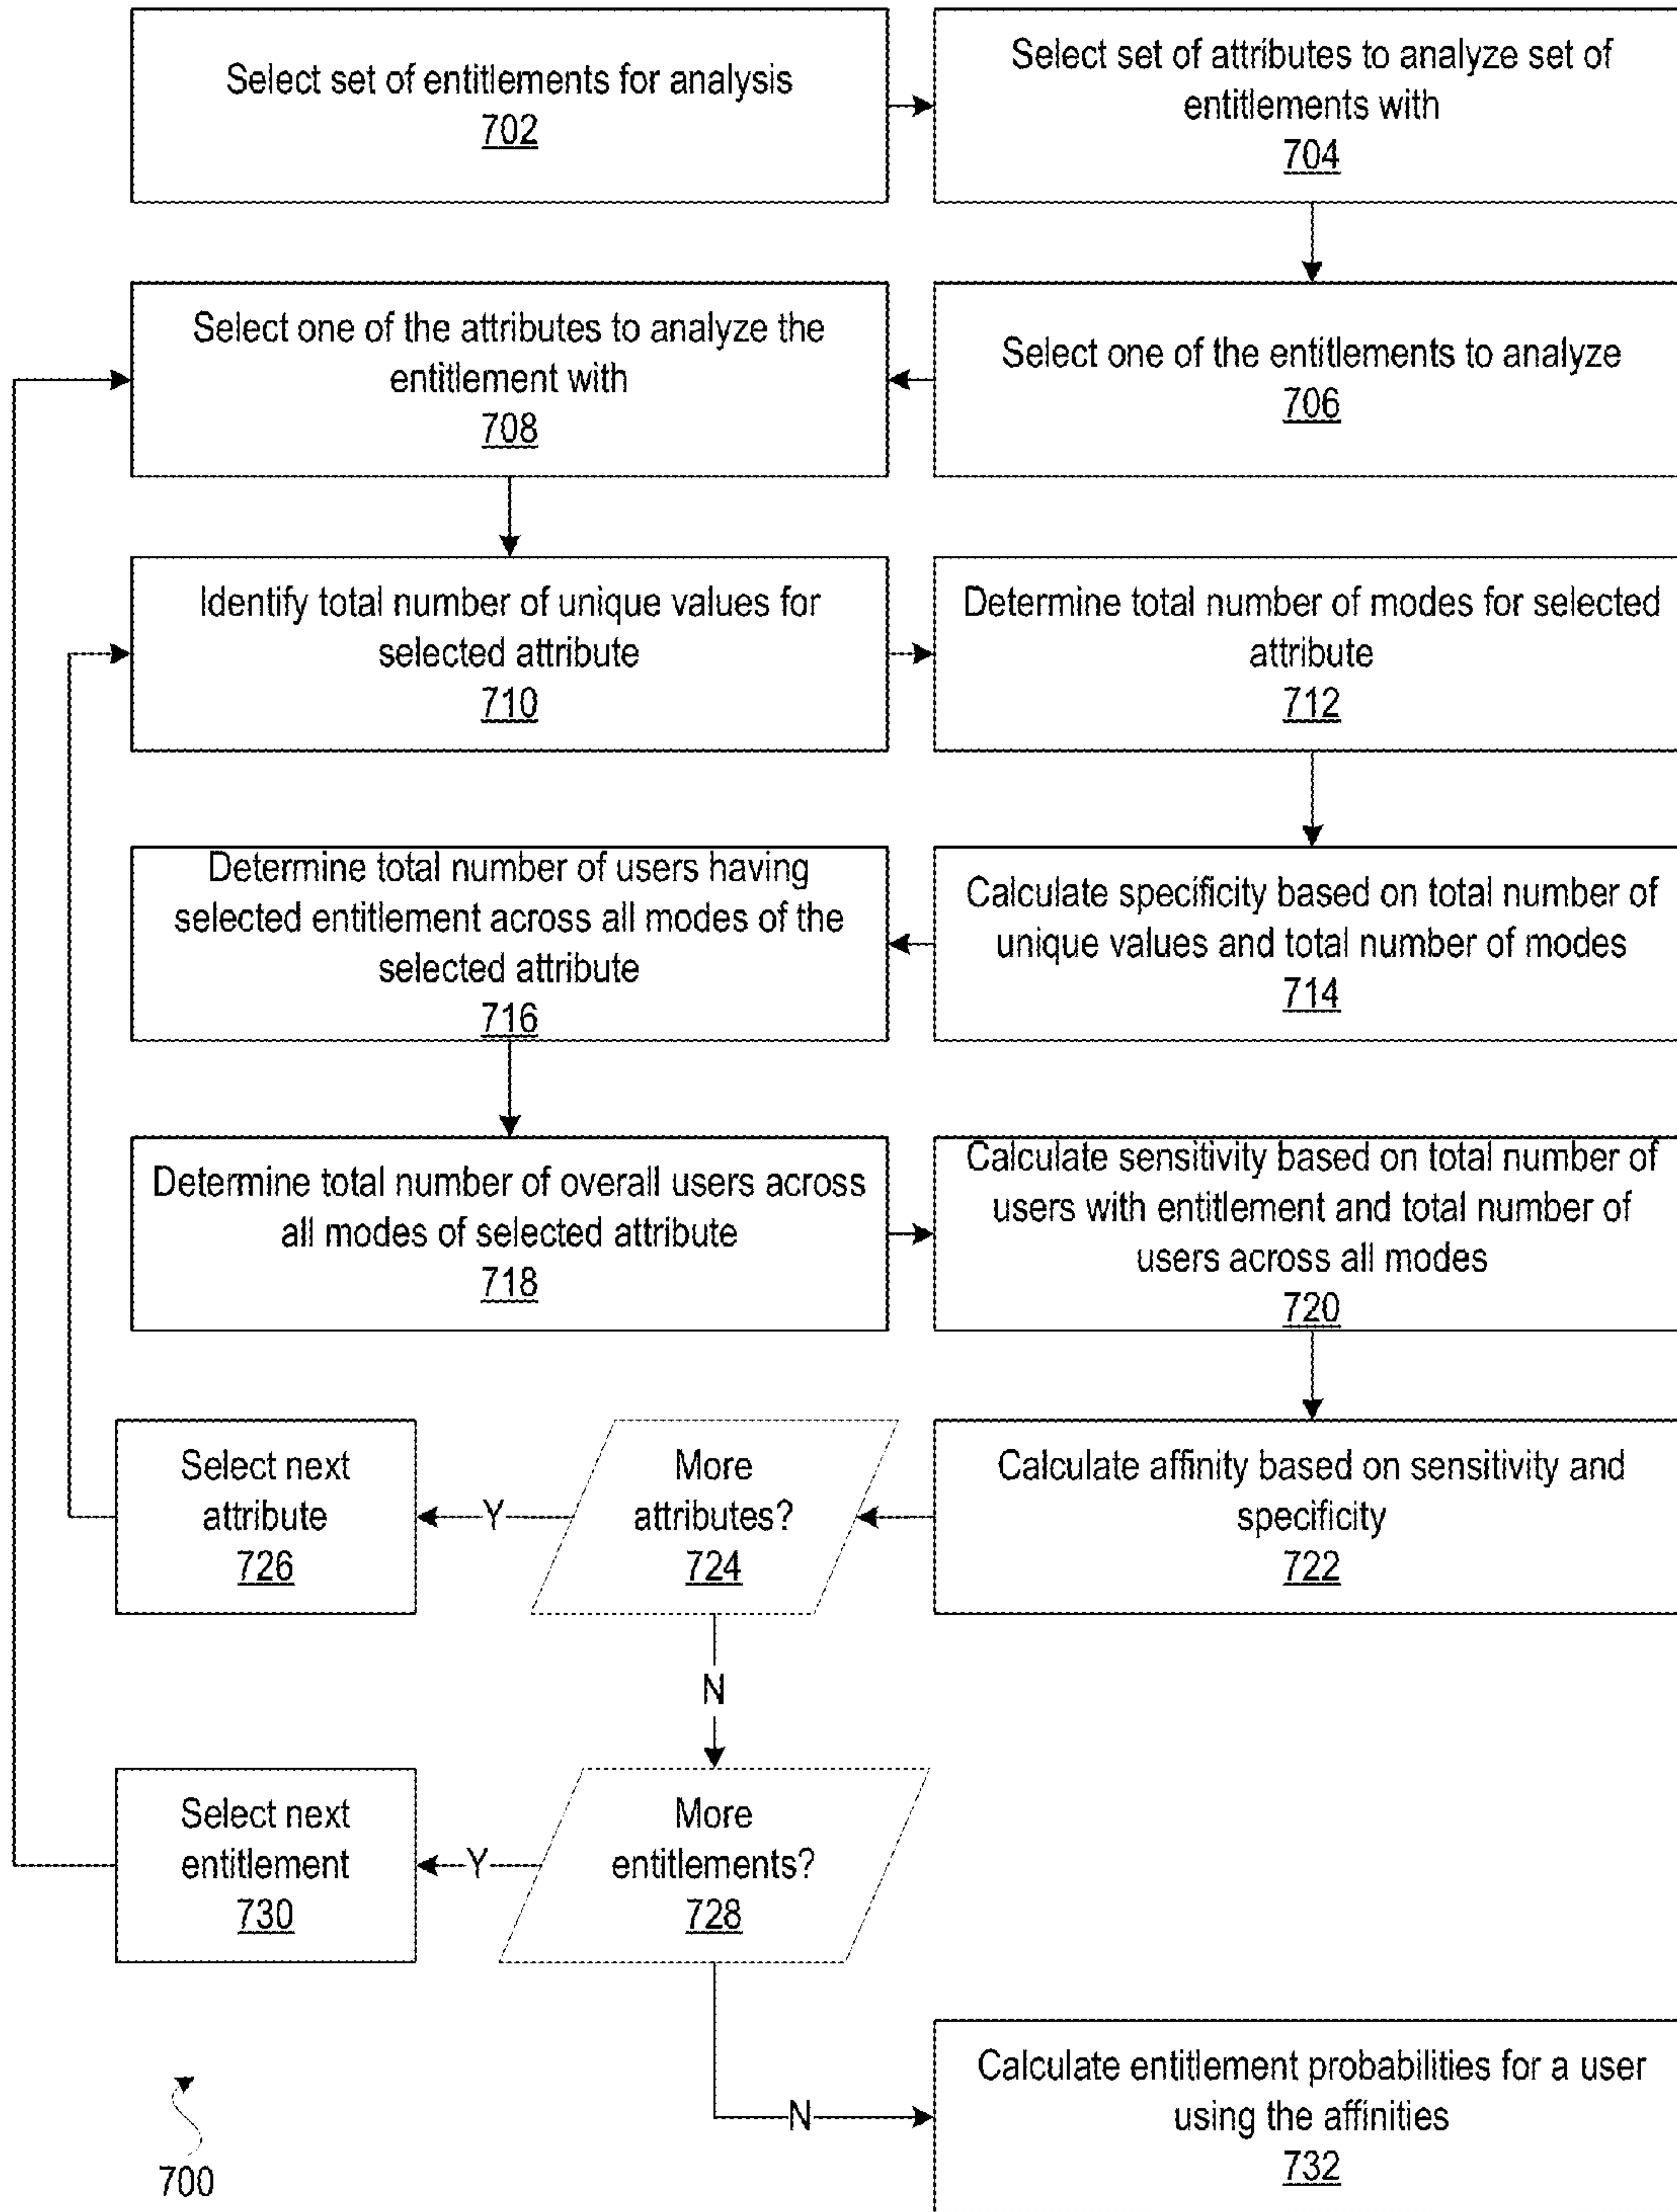 Select set of entitlements for analysis
702
Select set of attributes to analyze set of
entitlements with
704
Select one of the entitlements to analyze
706
Select one of the attributes to analyze the
entitlement with
708
Identify total number of unique values for
selected attribute
710
Determine total number of modes for selected
attribute
712
Calculate specificity based on total number of
unique values and total number of modes
714
Determine total number of users having
selected entitlement across all modes of the
selected attribute
716
Determine total number of overall users across
all modes of selected attribute
718
Calculate sensitivity based on total number of
users with entitlement and total number of
users across all modes
720
Calculate affinity based on sensitivity and
specificity
722
More
attributes?
724
Y
Select next
attribute
726
N
More
entitlements?
728
Y
Select next
entitlement
730
N
Calculate entitlement probabilities for a user
using the affinities
732
700